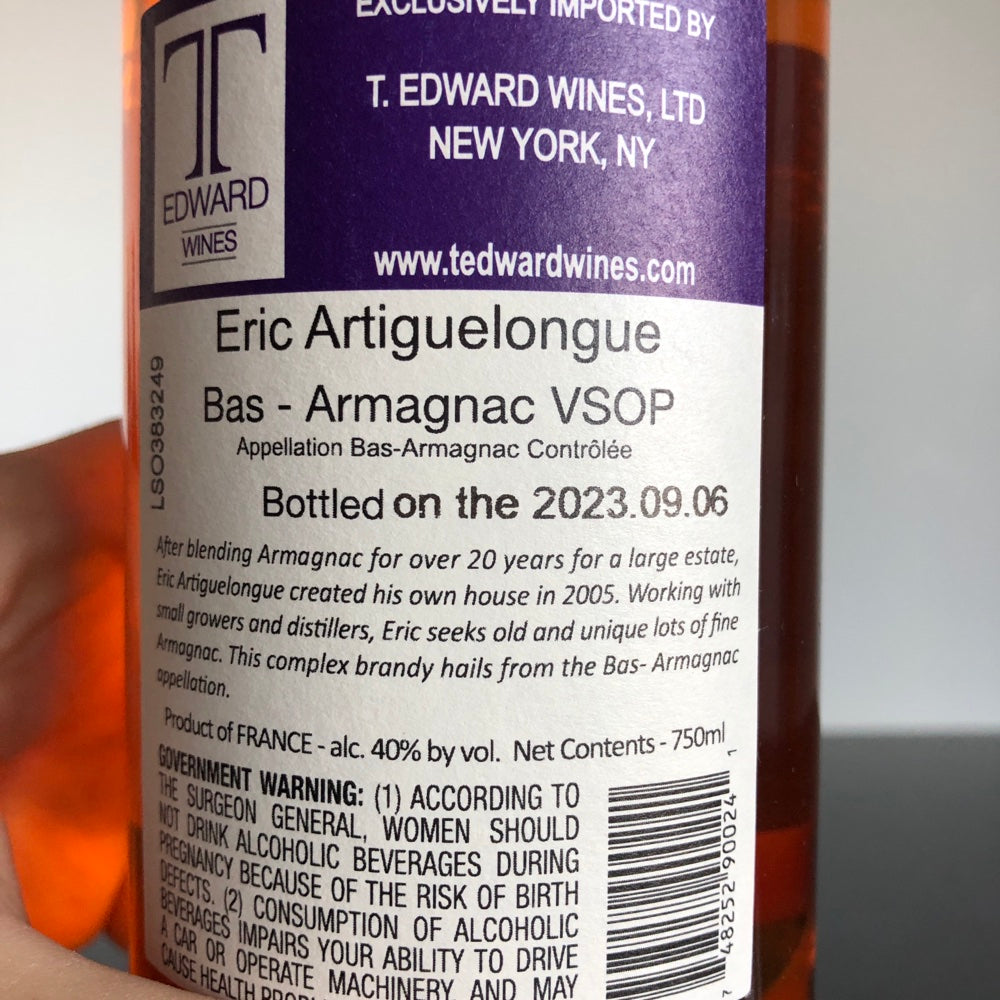 EXCLUSIVELY IMPORTED BY
T
EDWARD
WINES
T. EDWARD WINES, LTD
NEW YORK, NY
www.tedwardwines.com
Eric Artiguelongue
Bas - Armagnac VSOP
Appellation Bas-Armagnac Contrôlée
LSO383249
Bottled on the 2023.09.06
After blending Armagnac for over 20 years for a large estate,
Eric Artiguelongue created his own house in 2005. Working with
small growers and distillers, Eric seeks old and unique lots of fine
Armagnac. This complex brandy hails from the Bas- Armagnac
appellation.
Product of FRANCE - alc. 40% by vol. Net Contents - 750ml
GOVERNMENT WARNING: (1) ACCORDING TO
THE SURGEON GENERAL, WOMEN SHOULD
NOT DRINK ALCOHOLIC BEVERAGES DURING
PREGNANCY BECAUSE OF THE RISK OF BIRTH
DEFECTS. (2) CONSUMPTION OF ALCOHOLIC
BEVERAGES IMPAIRS YOUR ABILITY TO DRIVE
A CAR OR OPERATE MACHINERY AND MAY
CAUSE HEALTH
7 48252 90024 1